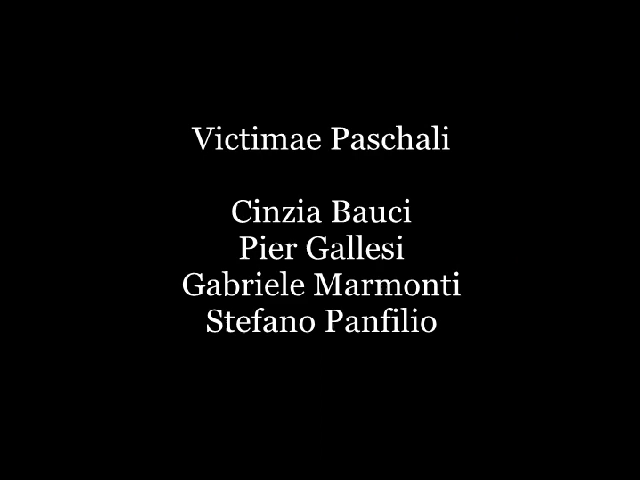 Victimae Paschali
Cinzia Bauci
Pier Gallesi
Gabriele Marmonti
Stefano Panfilio